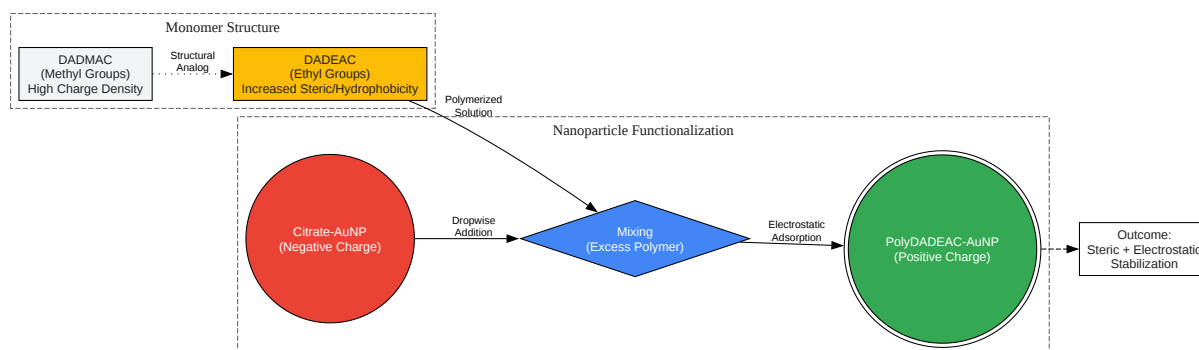 Monomer Structure
DADMAC
(Methyl Groups)
High Charge Density
Structural
Analog
DADEAC
(Ethyl Groups)
Increased Steric/Hydrophobicity
Polymerized
Solution
Nanoparticle Functionalization
Citrate-AuNP
(Negative Charge)
Dropwise
Addition
Mixing
(Excess Polymer)
Electrostatic
Adsorption
PolyDADEAC-AuNP
(Positive Charge)
Outcome:
Steric + Electrostatic
Stabilization